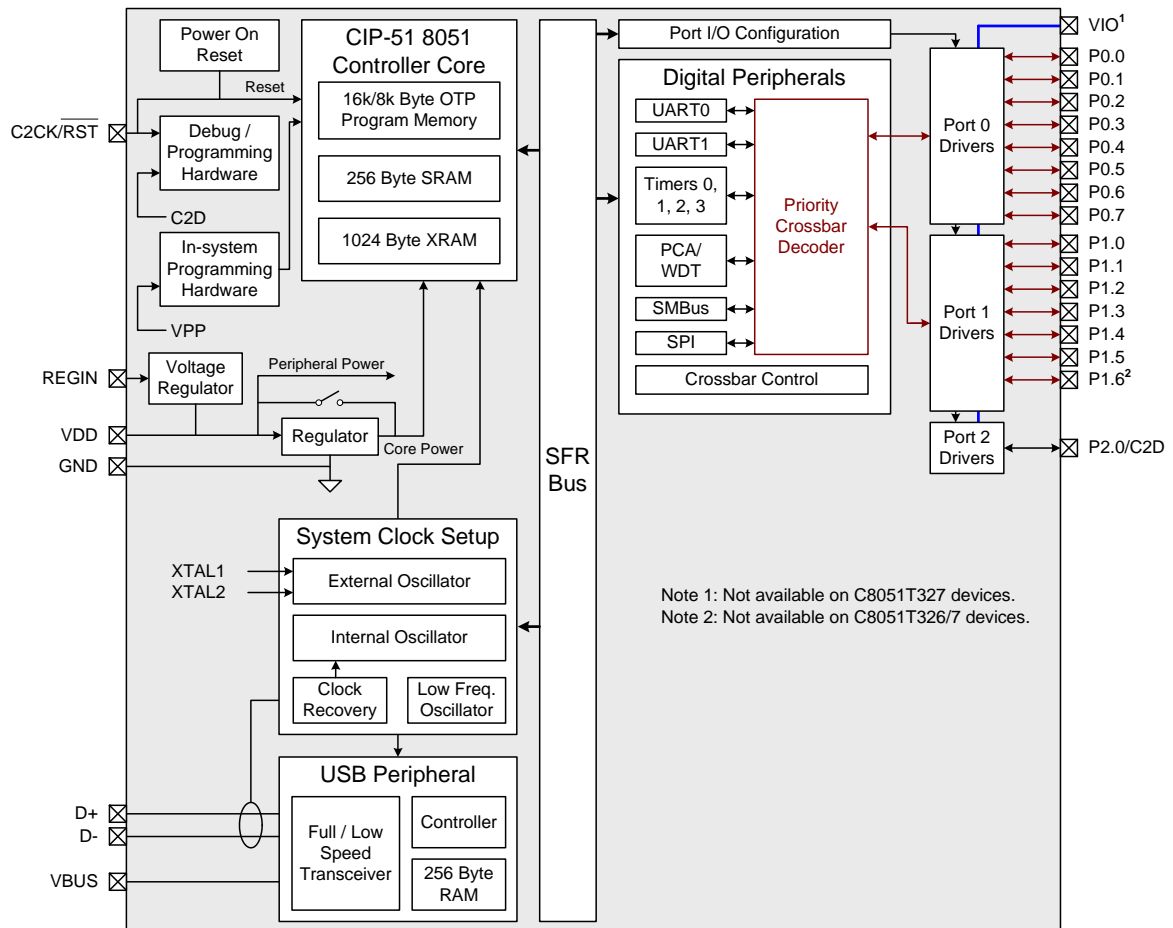 Power On
Reset
Reset
C2CK/RST
Debug /
Programming
Hardware
C2D
In-system
Programming
Hardware
VPP
CIP-51 8051
Controller Core
16k/8k Byte OTP
Program Memory
256 Byte SRAM
1024 Byte XRAM
REGIN
Voltage
Regulator
Peripheral Power
VDD
Regulator
Core Power
GND
System Clock Setup
XTAL1
XTAL2
External Oscillator
Internal Oscillator
Clock
Recovery
Low Freq.
Oscillator
USB Peripheral
D+
D-
VBUS
Full / Low
Speed
Transceiver
Controller
256 Byte
RAM
SFR
Bus
Port I/O Configuration
Digital Peripherals
UART0
UART1
Timers 0,
1, 2, 3
PCA/
WDT
SMBus
SPI
Priority
Crossbar
Decoder
Crossbar Control
Port 0
Drivers
Port 1
Drivers
Port 2
Drivers
VIO¹
P0.0
P0.1
P0.2
P0.3
P0.4
P0.5
P0.6
P0.7
P1.0
P1.1
P1.2
P1.3
P1.4
P1.5
P1.6²
P2.0/C2D
Note 1: Not available on C8051T327 devices.
Note 2: Not available on C8051T326/7 devices.